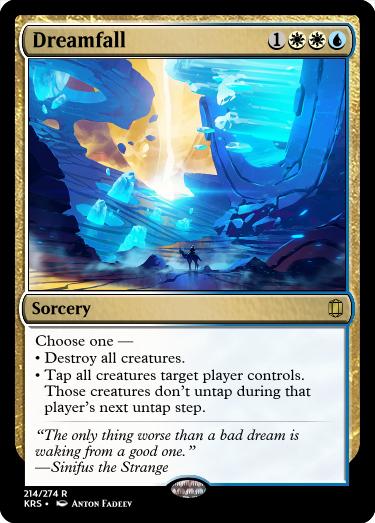 Dreamfall 1
Sorcery
Choose one —
• Destroy all creatures.
• Tap all creatures target player controls.
Those creatures don't untap during that
player's next untap step.
"The only thing worse than a bad dream is
waking from a good one."
—Sinifus the Strange
214/274 R
KRS • Anton Fadeev